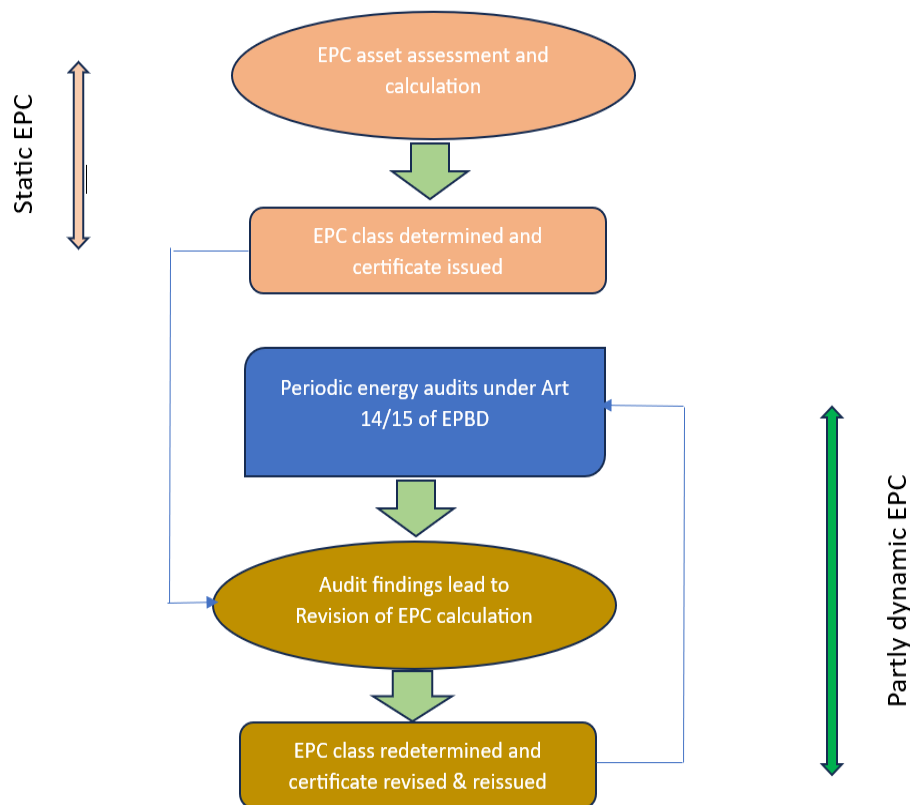 Static EPC
EPC asset assessment and
calculation
EPC class determined and
certificate issued
Periodic energy audits under Art
14/15 of EPBD
Audit findings lead to
Revision of EPC calculation
EPC class redetermined and
certificate revised & reissued
Partly dynamic EPC